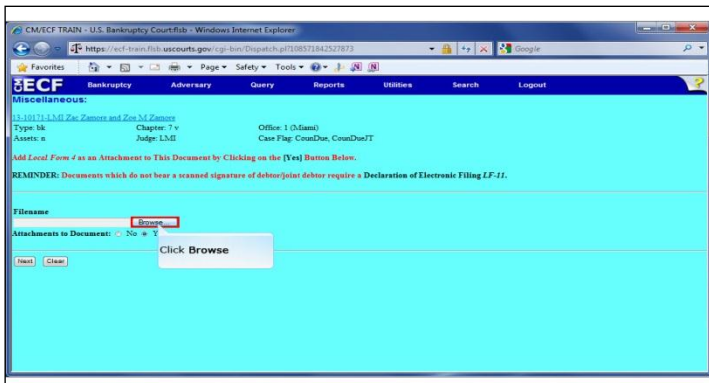 CM/ECF TRAIN - U.S. Bankruptcy Court:flsb - Windows Internet Explorer
https://ecf-train.flsb.uscourts.gov/cgi-bin/Dispatch.pl?108571842527873
Google
Favorites Page Safety Tools
ECF Bankruptcy Adversary Query Reports Utilities Search Logout
Miscellaneous:
13-10171-LMI Zac Zamore and Zoe M Zamore
Type: bk Chapter: 7 v Office: 1 (Miami)
Assets: n Judge: LMI Case Flag: CounDue, CounDueJT
Add Local Form 4 as an Attachment to This Document by Clicking on the [Yes] Button Below.
REMINDER: Documents which do not bear a scanned signature of debtor/joint debtor require a Declaration of Electronic Filing LF-11.
Filename
Browse...
Attachments to Document: No Y
Click Browse
Next Clear